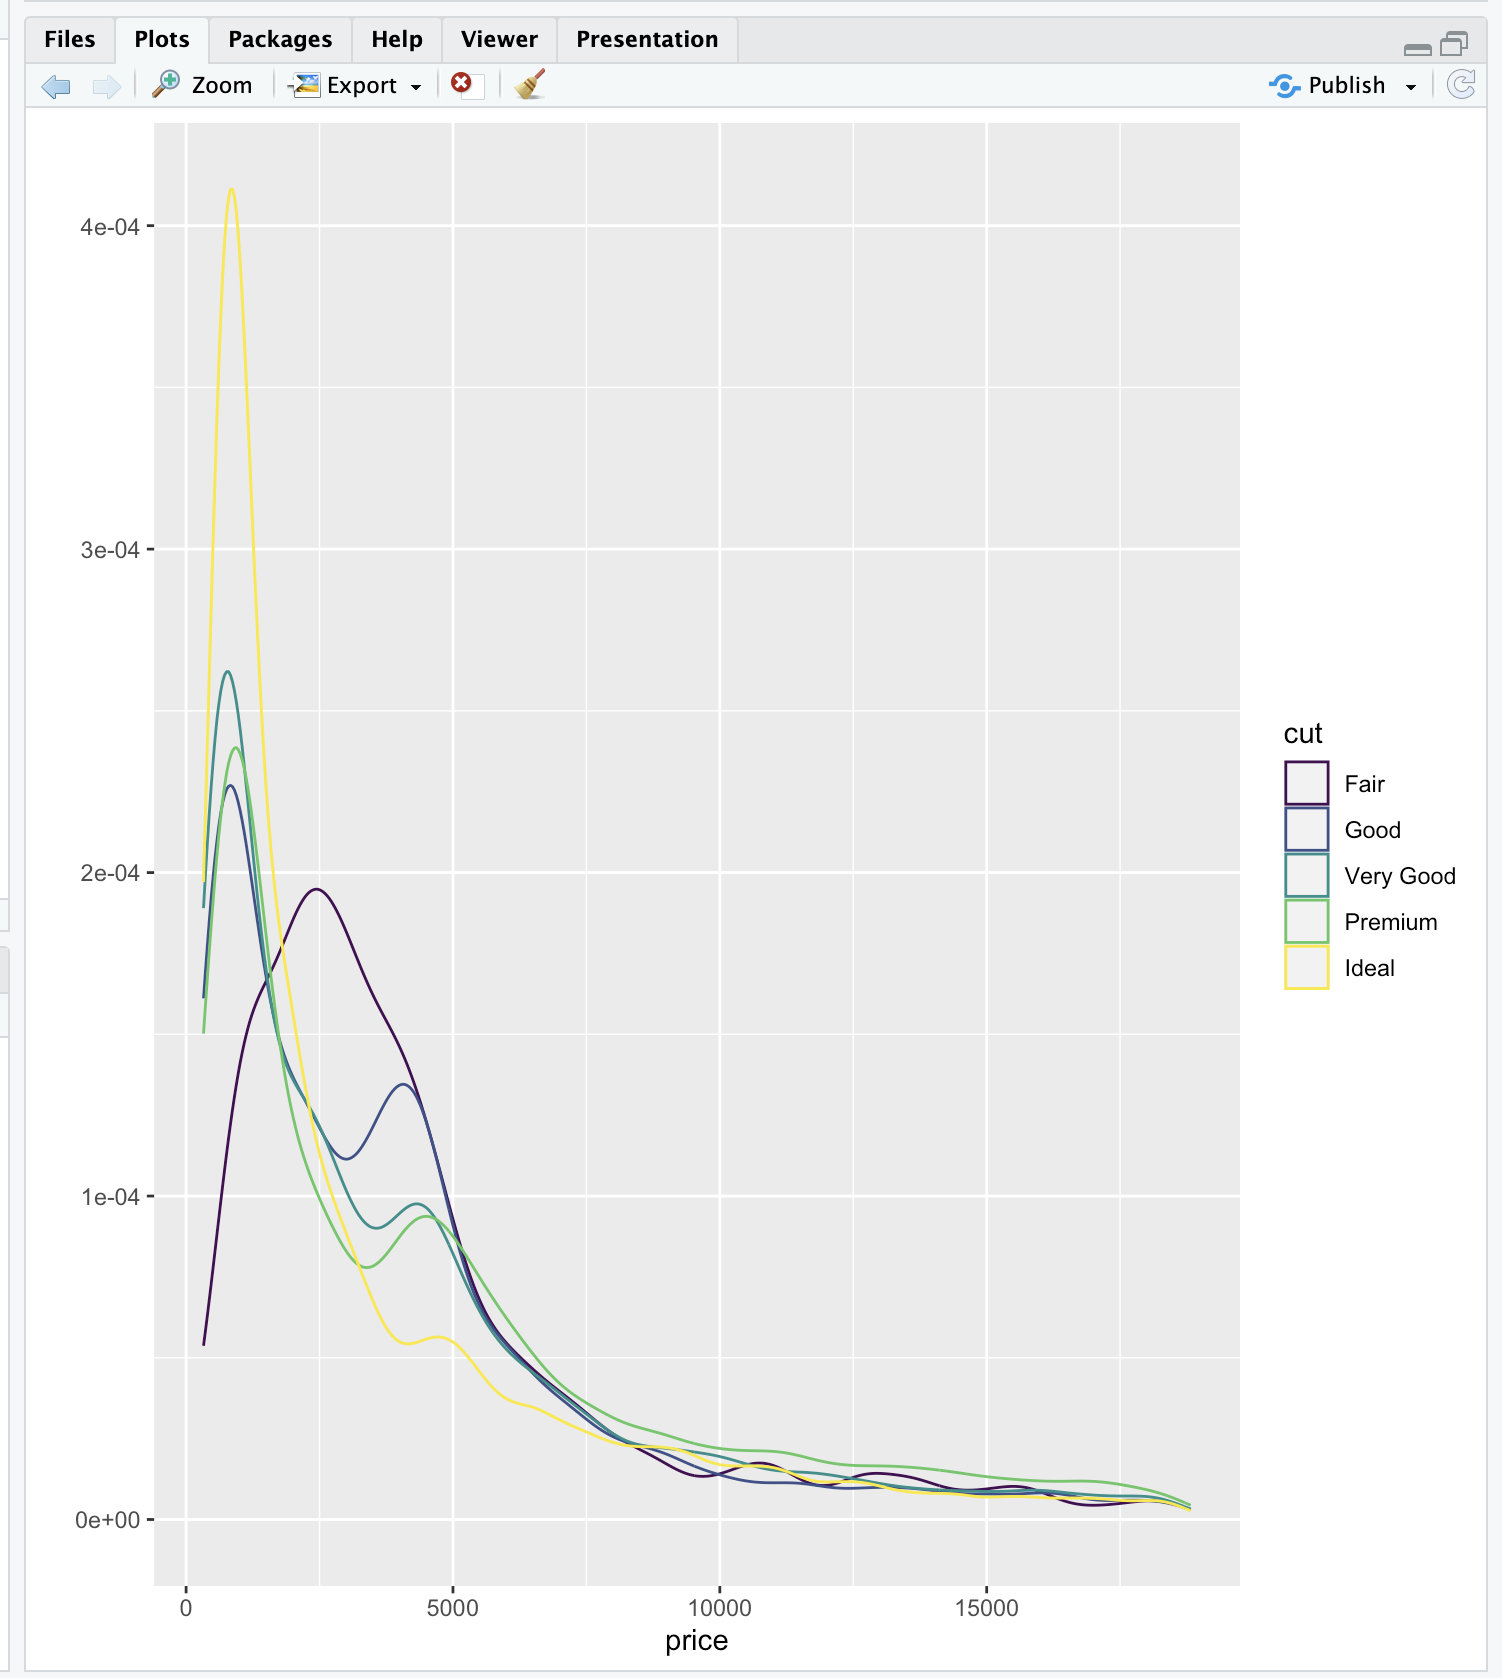 Files Plots Packages Help Viewer Presentation
Zoom Export Publish
4e-04
3e-04
2e-04
1e-04
0e+00
0 5000 10000 15000
price
cut
Fair
Good
Very Good
Premium
Ideal